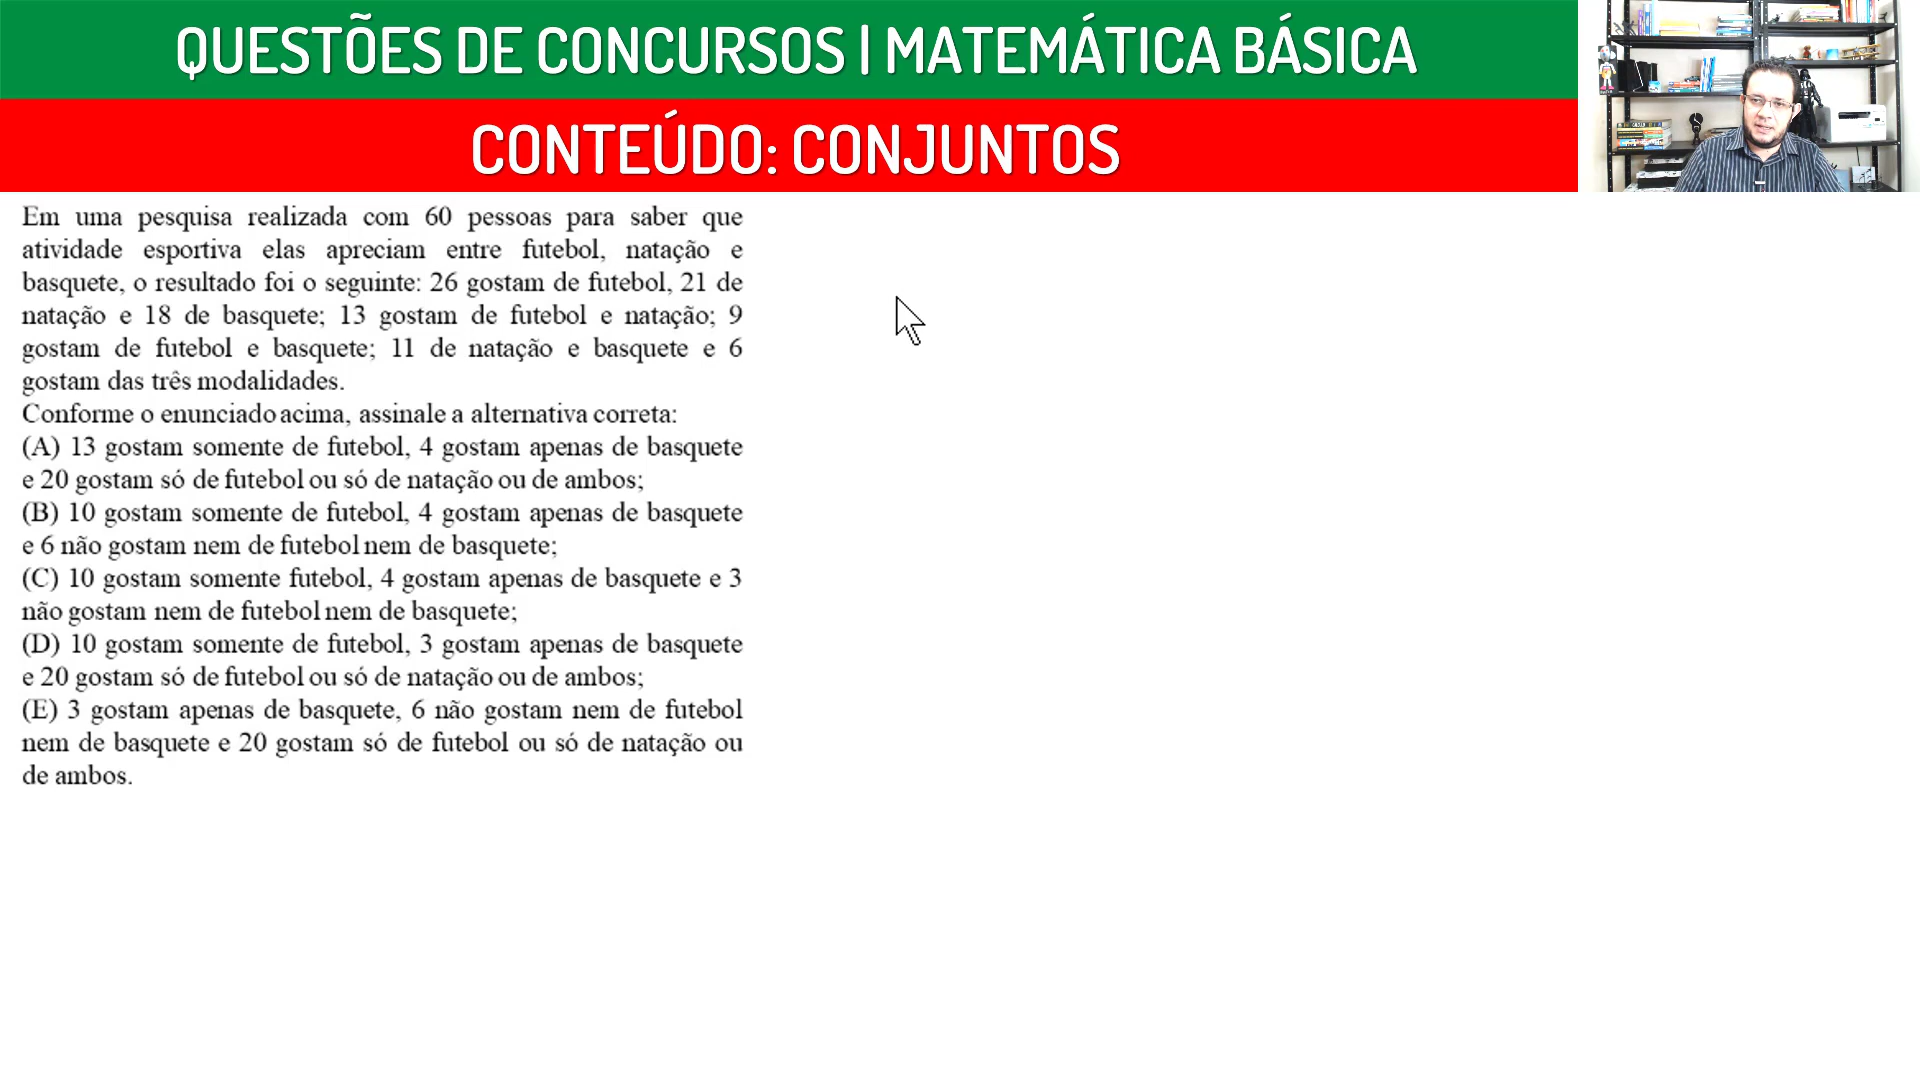 QUESTÕES DE CONCURSOS | MATEMÁTICA BÁSICA
CONTEÚDO: CONJUNTOS
Em uma pesquisa realizada com 60 pessoas para saber que
atividade esportiva elas apreciam entre futebol, natação e
basquete, o resultado foi o seguinte: 26 gostam de futebol, 21 de
natação e 18 de basquete; 13 gostam de futebol e natação; 9
gostam de futebol e basquete; 11 de natação e basquete e 6
gostam das três modalidades.
Conforme o enunciado acima, assinale a alternativa correta:
(A) 13 gostam somente de futebol, 4 gostam apenas de basquete
e 20 gostam só de futebol ou só de natação ou de ambos;
(B) 10 gostam somente de futebol, 4 gostam apenas de basquete
e 6 não gostam nem de futebol nem de basquete;
(C) 10 gostam somente futebol, 4 gostam apenas de basquete e 3
não gostam nem de futebol nem de basquete;
(D) 10 gostam somente de futebol, 3 gostam apenas de basquete
e 20 gostam só de futebol ou só de natação ou de ambos;
(E) 3 gostam apenas de basquete, 6 não gostam nem de futebol
nem de basquete e 20 gostam só de futebol ou só de natação ou
de ambos.